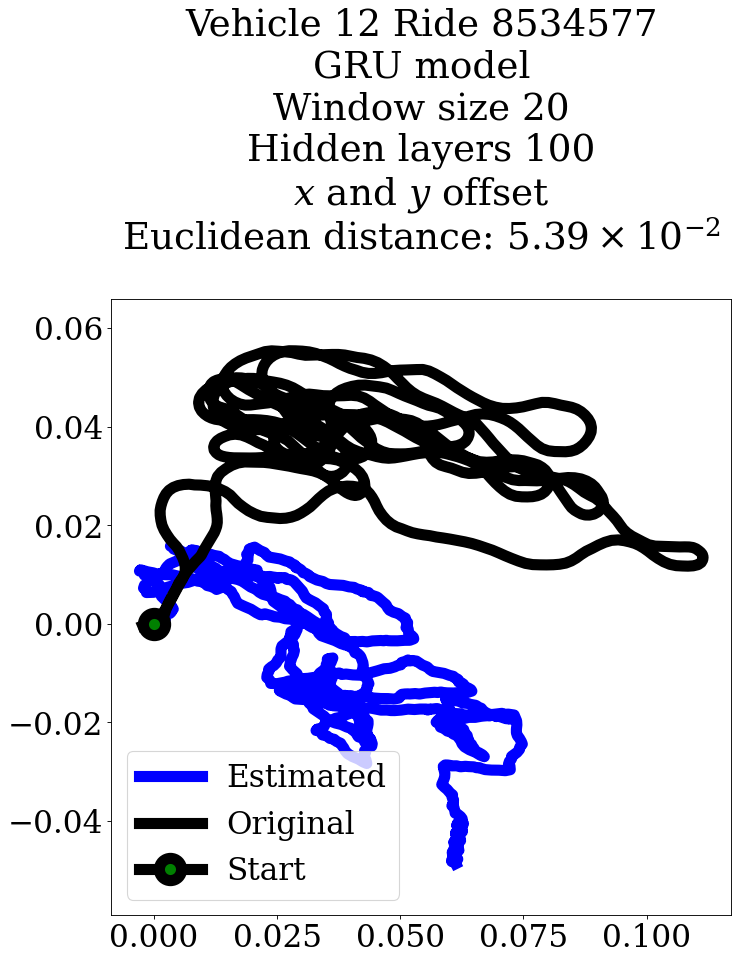 Vehicle 12 Ride 8534577
GRU model
Window size 20
Hidden layers 100
x and y offset
Euclidean distance: 5.39 × 10⁻²
0.06
0.04
0.02
0.00
−0.02
−0.04
Estimated
Original
Start
0.000 0.025 0.050 0.075 0.100